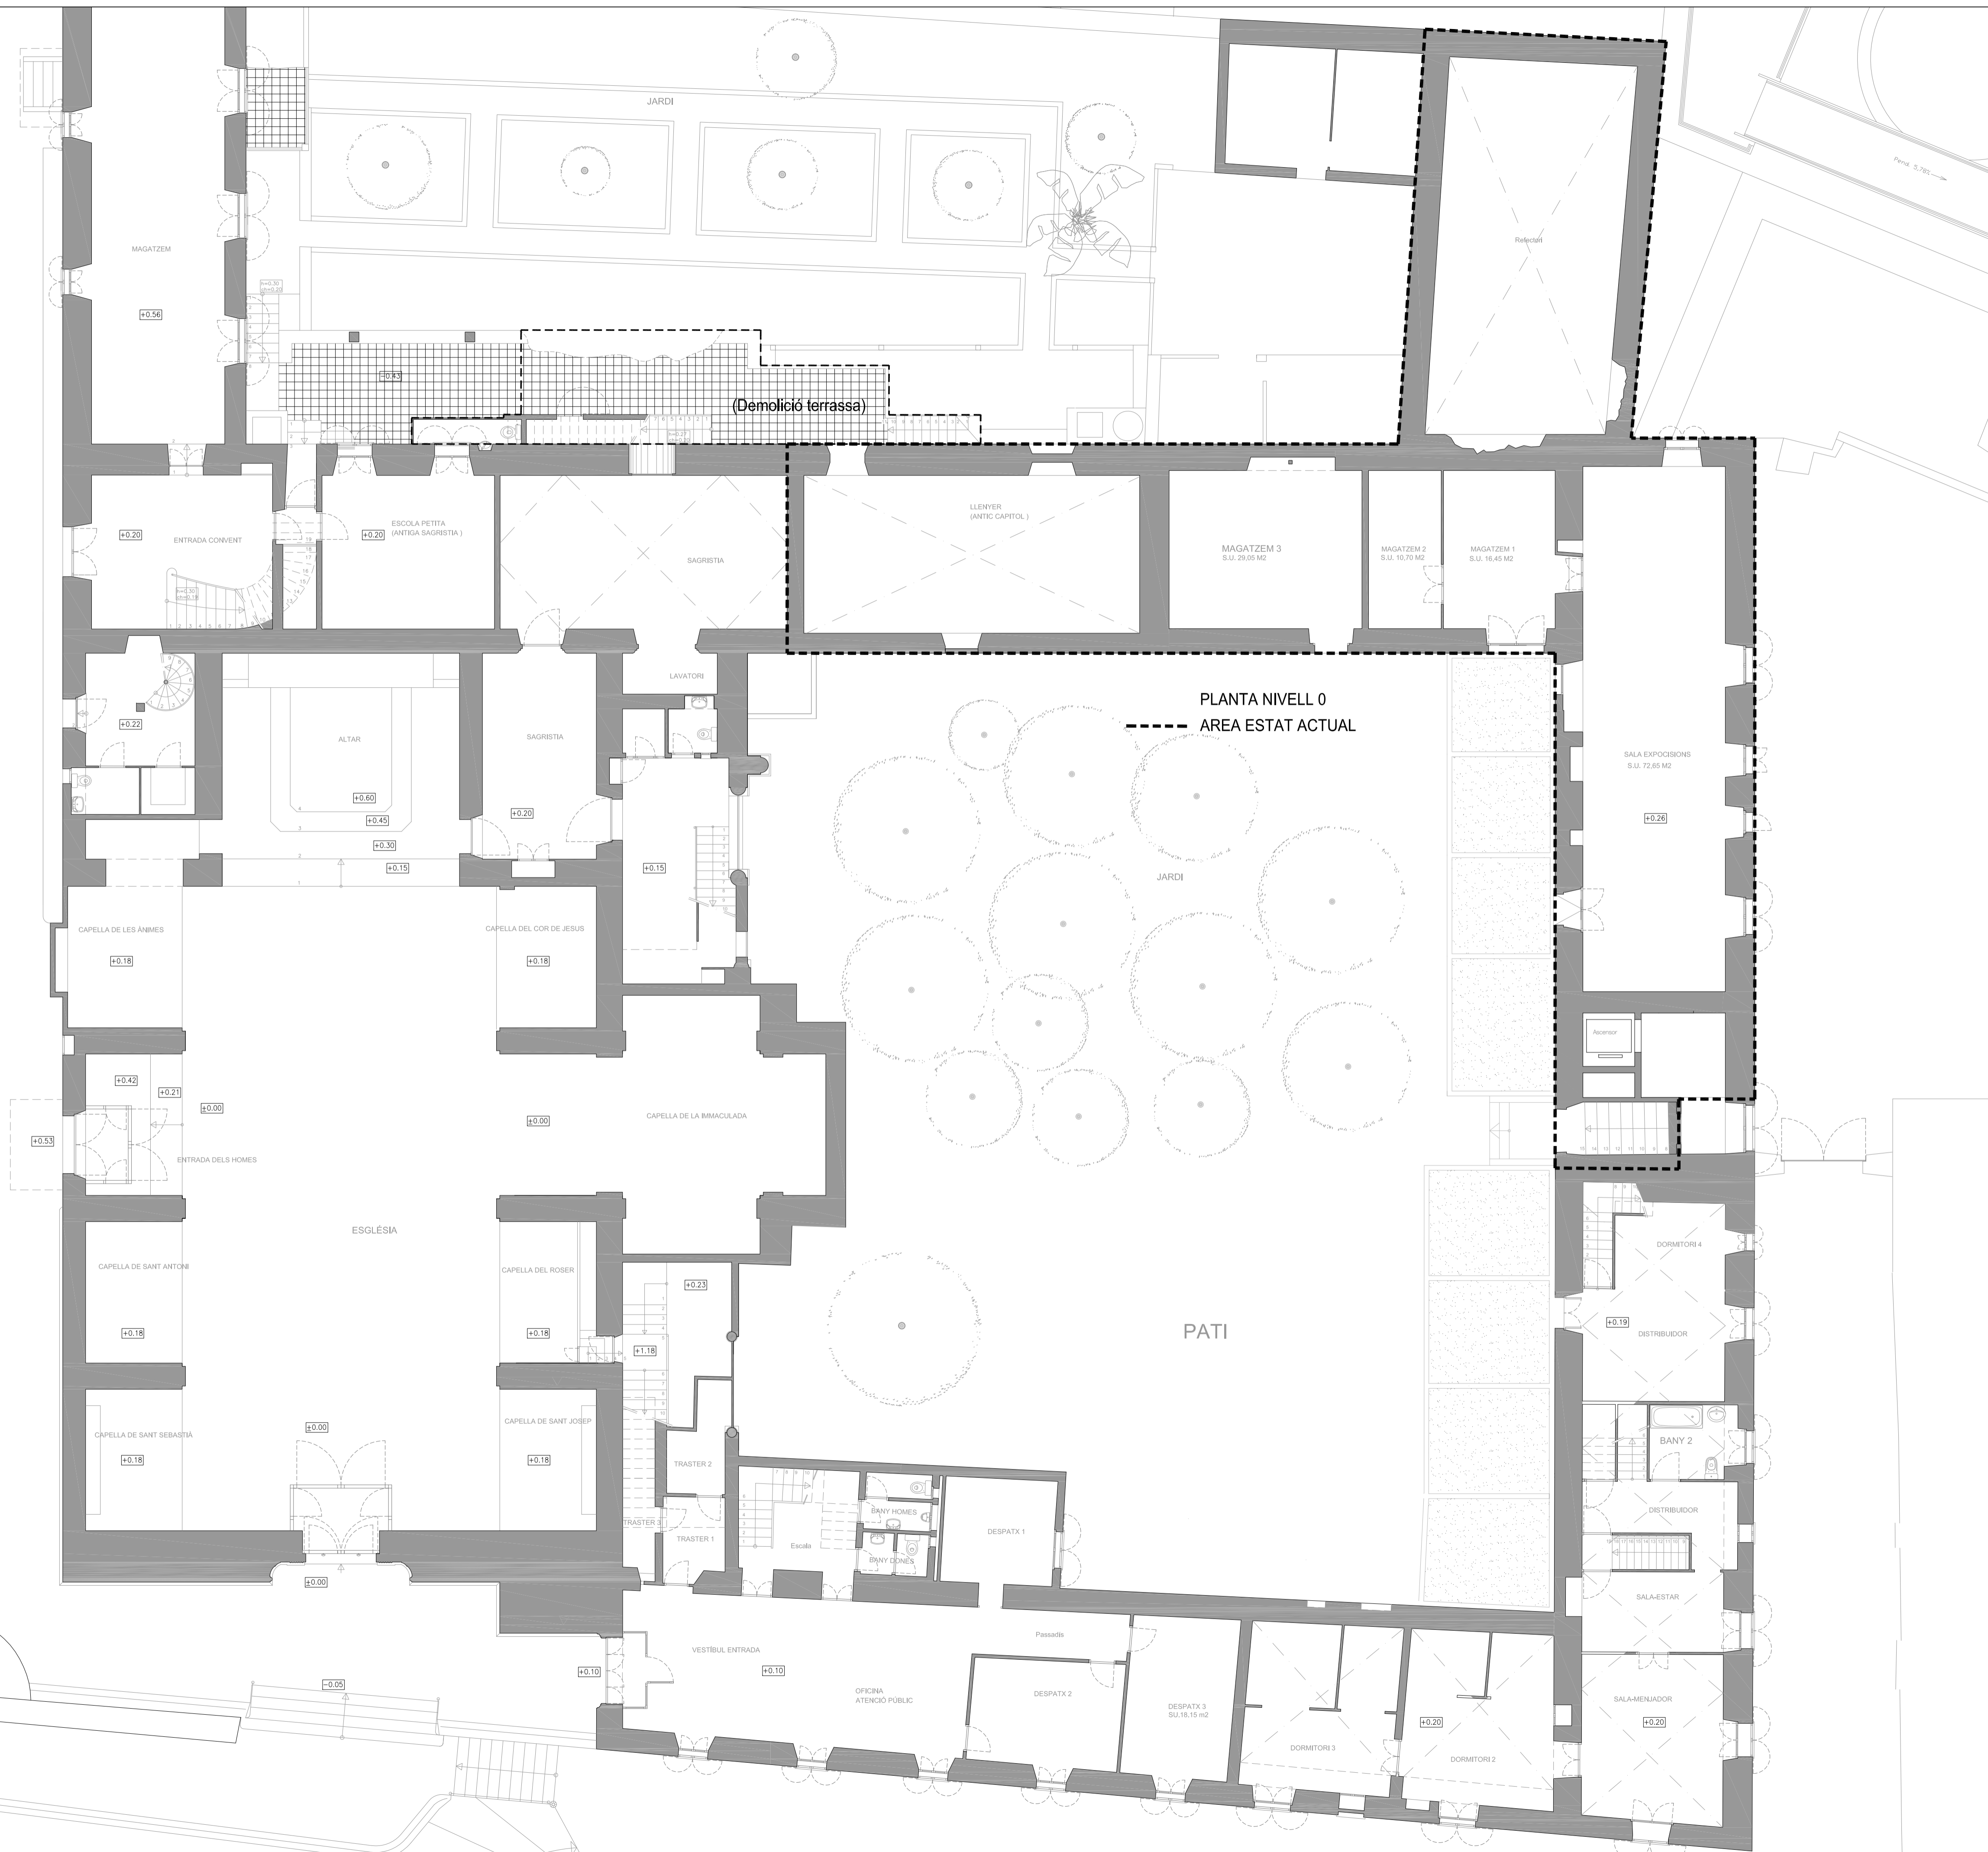 JARDI
Pend. 5.76%
MAGATZEM
+0.56
Refectori
h=0.30
-0.43
(Demolició terrassa)
+0.20
ENTRADA CONVENT
ESCOLA PETITA
(ANTIGA SAGRISTIA )
+0.20
SAGRISTIA
LLENYER
(ANTIC CAPITOL )
MAGATZEM 3
S.U. 29,05 M2
MAGATZEM 2
S.U. 10,70 M2
MAGATZEM 1
S.U. 16,45 M2
h=0.30
LAVATORI
PLANTA NIVELL 0
AREA ESTAT ACTUAL
+0.22
ALTAR
SAGRISTIA
SALA EXPOCISIONS
S.U. 72,65 M2
+0.60
+0.45
+0.30
+0.15
+0.20
+0.15
+0.26
JARDI
CAPELLA DE LES ÀNIMES
+0.18
CAPELLA DEL COR DE JESUS
+0.18
Ascensor
+0.42
+0.21
±0.00
±0.00
CAPELLA DE LA IMMACULADA
+0.53
ENTRADA DELS HOMES
ESGLÉSIA
CAPELLA DE SANT ANTONI
+0.18
CAPELLA DEL ROSER
+0.18
+0.23
+1.18
PATI
DORMITORI 4
+0.19
DISTRIBUIDOR
±0.00
CAPELLA DE SANT SEBASTIÀ
+0.18
CAPELLA DE SANT JOSEP
+0.18
TRASTER 2
BANY 2
TRASTER 3
TRASTER 1
Escala
BANY HOMES
BANY DONES
DESPATX 1
DISTRIBUIDOR
±0.00
SALA-ESTAR
VESTÍBUL ENTRADA
+0.10
+0.10
Passadis
OFICINA
ATENCIÓ PÚBLIC
DESPATX 2
DESPATX 3
SU.18,15 m2
DORMITORI 3
+0.20
DORMITORI 2
SALA-MENJADOR
+0.20
-0.05